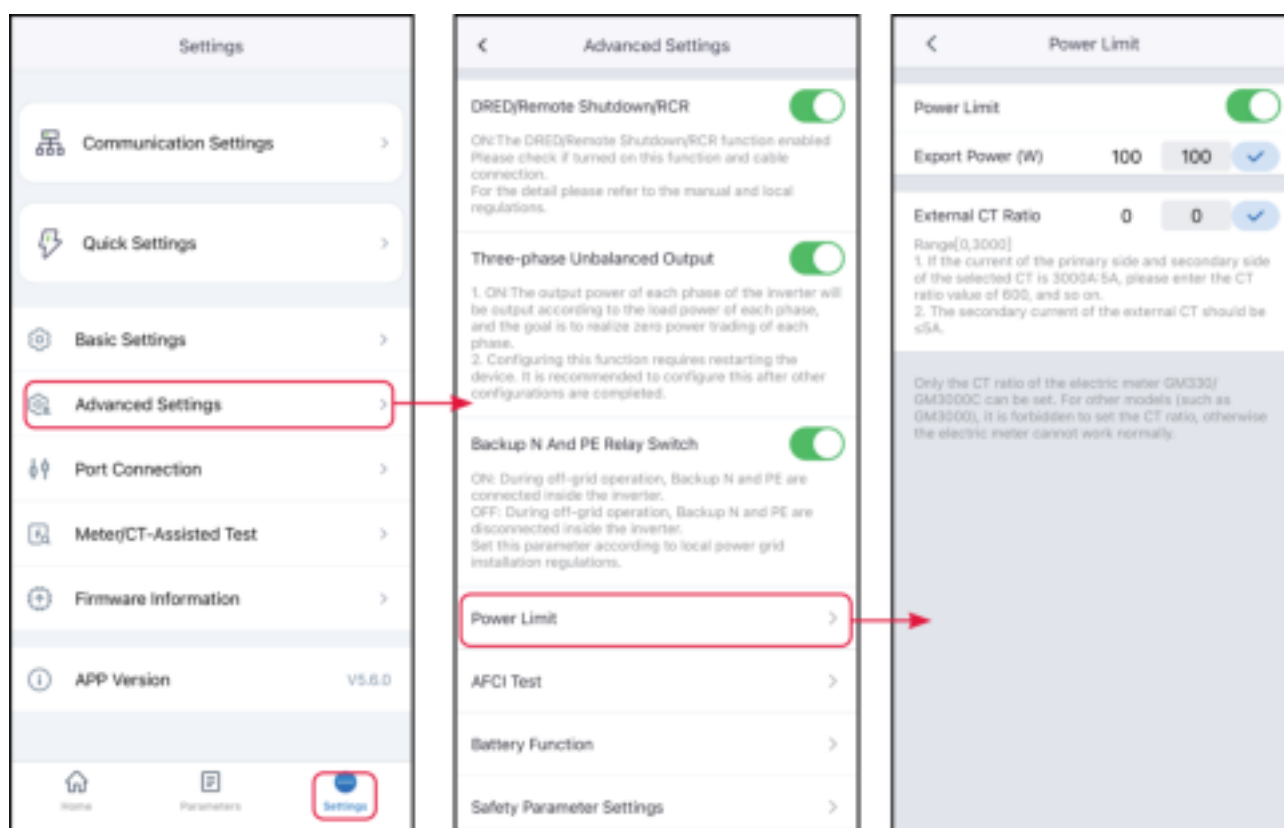 Settings
Communication Settings
Quick Settings
Basic Settings
Advanced Settings
Port Connection
Meter/CT-Assisted Test
Firmware Information
APP Version V5.6.0
Home Parameters Settings
Advanced Settings
DRED/Remote Shutdown/RCR
ON:The DRED/Remote Shutdown/RCR function enabled
Please check if turned on this function and cable
connection.
For the detail please refer to the manual and local
regulations.
Three-phase Unbalanced Output
1. ON:The output power of each phase of the inverter will
be output according to the load power of each phase,
and the goal is to realize zero power trading of each
phase.
2. Configuring this function requires restarting the
device. It is recommended to configure this after other
configurations are completed.
Backup N And PE Relay Switch
ON: During off-grid operation, Backup N and PE are
connected inside the inverter.
OFF: During off-grid operation, Backup N and PE are
disconnected inside the inverter.
Set this parameter according to local power grid
installation regulations.
Power Limit
AFCI Test
Battery Function
Safety Parameter Settings
Power Limit
Power Limit
Export Power (W) 100 100
External CT Ratio 0 0
Range[0,3000]
1. If the current of the primary side and secondary side
of the selected CT is 3000A:5A, please enter the CT
ratio value of 600, and so on.
2. The secondary current of the external CT should be
≤5A.
Only the CT ratio of the electric meter GM330/
GM3000C can be set. For other models (such as
GM3000), it is forbidden to set the CT ratio, otherwise
the electric meter cannot work normally.